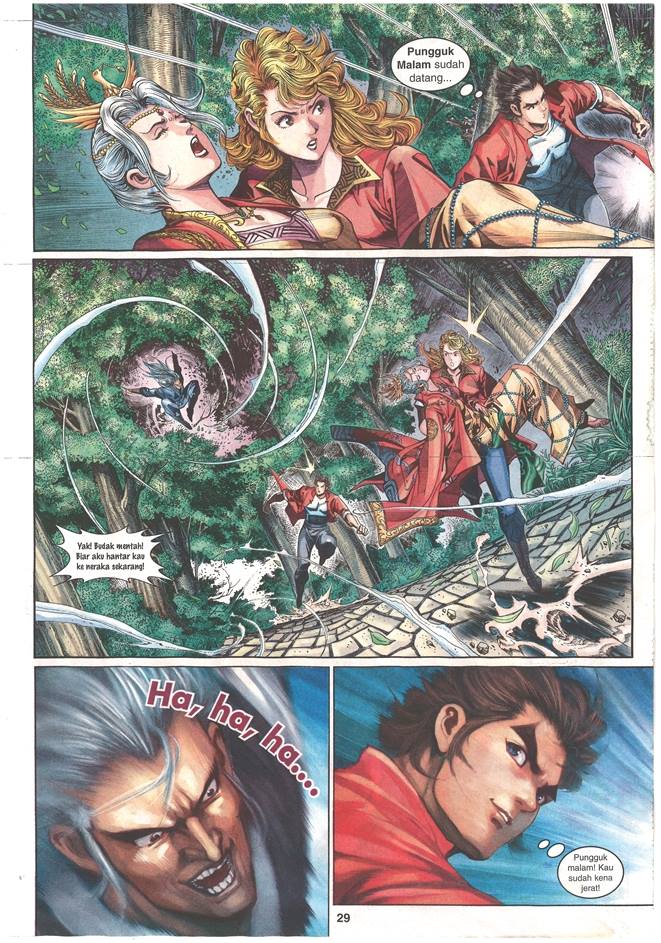 Pungguk
Malam sudah
datang...
Yak! Budak mentah!
Biar aku hantar kau
ke neraka sekarang!
Ha, ha, ha....
Pungguk
malam! Kau
sudah kena
jerat!
29